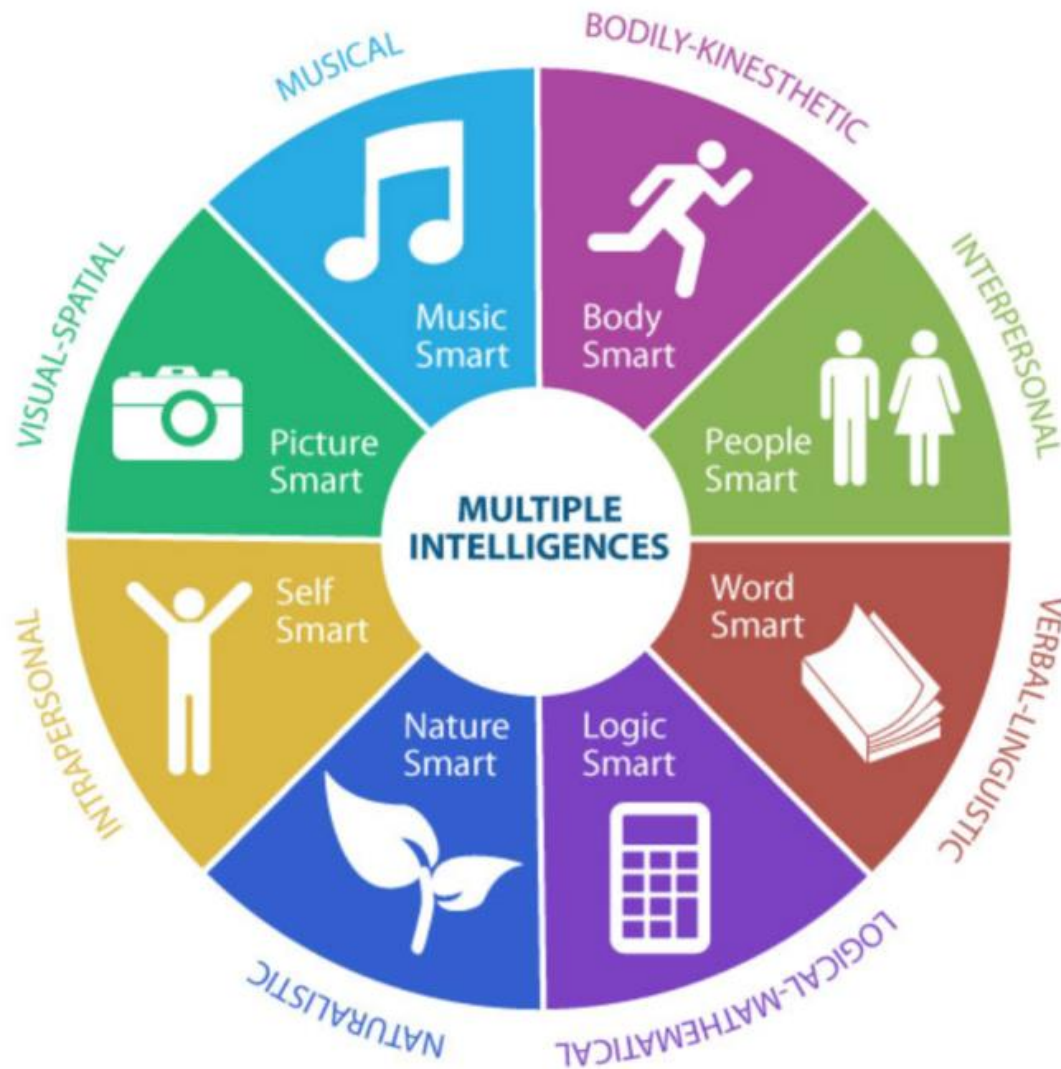 MUSICAL
BODILY-KINESTHETIC
INTERPERSONAL
VERBAL-LINGUISTIC
LOGICAL-MATHEMATICAL
NATURALISTIC
INTRAPERSONAL
VISUAL-SPATIAL
Music
Smart
Body
Smart
People
Smart
Word
Smart
Logic
Smart
Nature
Smart
Self
Smart
Picture
Smart
MULTIPLE
INTELLIGENCES